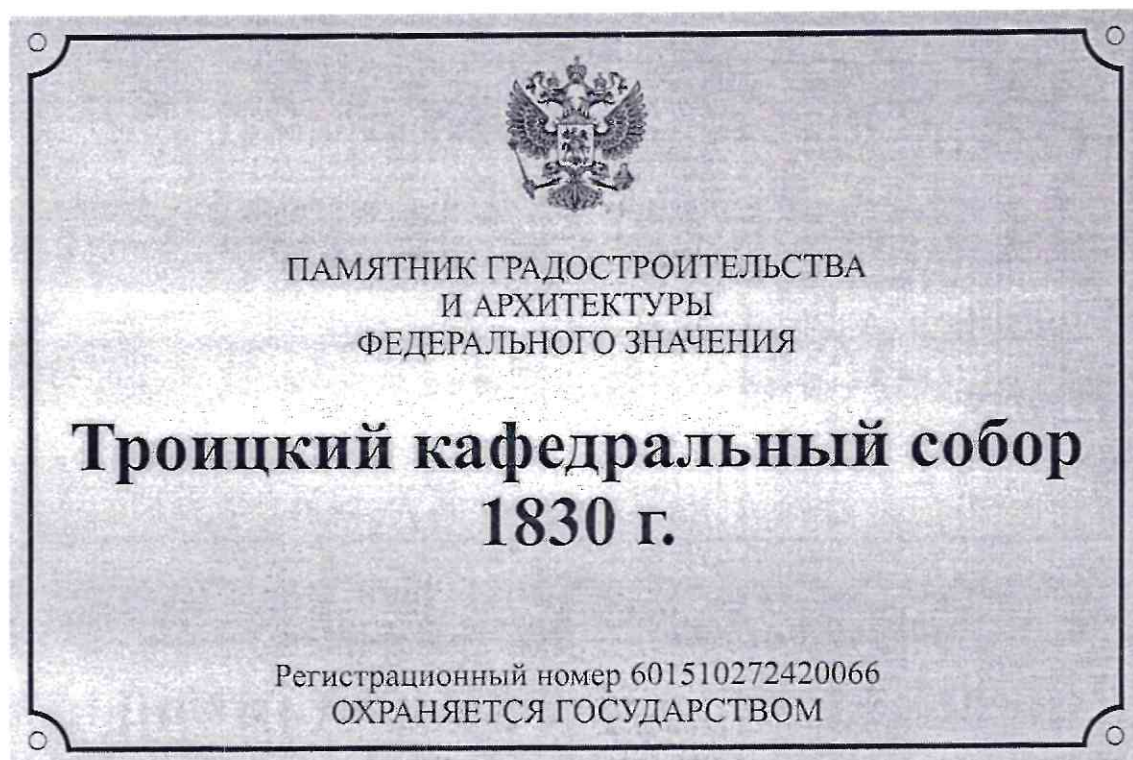 ПАМЯТНИК ГРАДОСТРОИТЕЛЬСТВА
И АРХИТЕКТУРЫ
ФЕДЕРАЛЬНОГО ЗНАЧЕНИЯ
Троицкий кафедральный собор
1830 г.
Регистрационный номер 601510272420066
ОХРАНЯЕТСЯ ГОСУДАРСТВОМ